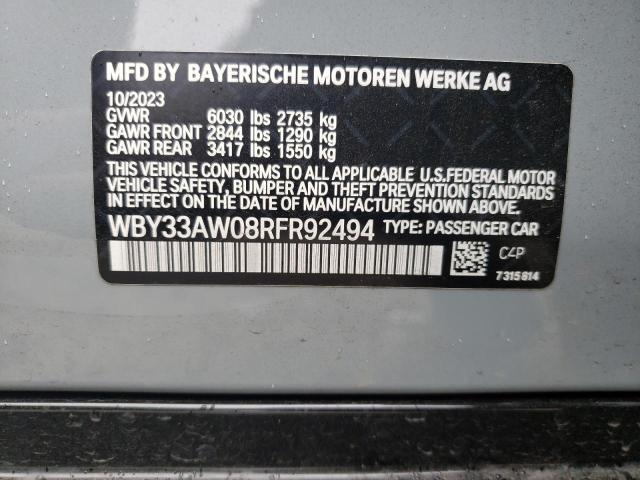 MFD BY BAYERISCHE MOTOREN WERKE AG
10/2023
GVWR 6030 lbs 2735 kg
GAWR FRONT 2844 lbs 1290 kg
GAWR REAR 3417 lbs 1550 kg
THIS VEHICLE CONFORMS TO ALL APPLICABLE U.S.FEDERAL MOTOR
VEHICLE SAFETY, BUMPER AND THEFT PREVENTION STANDARDS
IN EFFECT ON THE DATE OF MANUFACTURE SHOWN ABOVE.
WBY33AW08RFR92494 TYPE: PASSENGER CAR
C4P
7315814